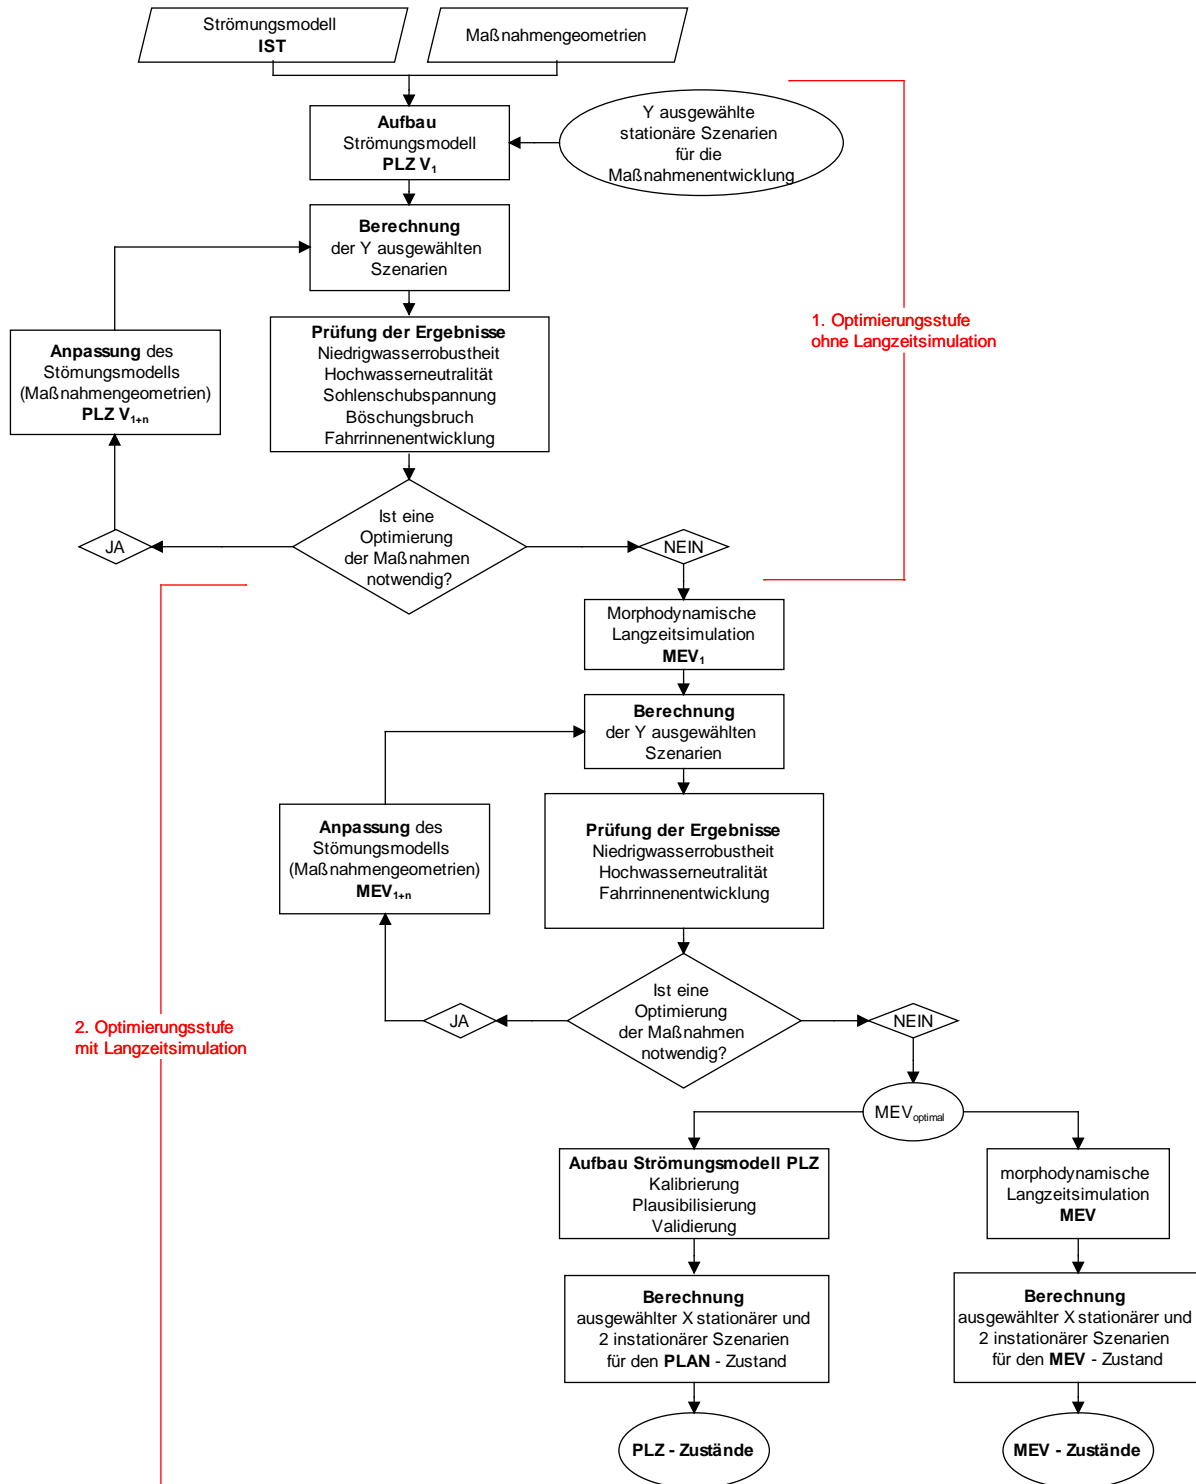 Strömungsmodell
IST
Maßnahmengeometrien
Aufbau
Strömungsmodell
PLZ V₁
Y ausgewählte
stationäre Szenarien
für die
Maßnahmenentwicklung
Berechnung
der Y ausgewählten
Szenarien
1. Optimierungsstufe
ohne Langzeitsimulation
Anpassung des
Stömungsmodells
(Maßnahmengeometrien)
PLZ V₁₊ₙ
Prüfung der Ergebnisse
Niedrigwasserrobustheit
Hochwasserneutralität
Sohlenschubspannung
Böschungsbruch
Fahrrinnenentwicklung
Ist eine
Optimierung
der Maßnahmen
notwendig?
JA
NEIN
Morphodynamische
Langzeitsimulation
MEV₁
Berechnung
der Y ausgewählten
Szenarien
Anpassung des
Stömungsmodells
(Maßnahmengeometrien)
MEV₁₊ₙ
Prüfung der Ergebnisse
Niedrigwasserrobustheit
Hochwasserneutralität
Fahrrinnenentwicklung
2. Optimierungsstufe
mit Langzeitsimulation
Ist eine
Optimierung
der Maßnahmen
notwendig?
JA
NEIN
MEVoptimal
Aufbau Strömungsmodell PLZ
Kalibrierung
Plausibilisierung
Validierung
morphodynamische
Langzeitsimulation
MEV
Berechnung
ausgewählter X stationärer und
2 instationärer Szenarien
für den PLAN - Zustand
Berechnung
ausgewählter X stationärer und
2 instationärer Szenarien
für den MEV - Zustand
PLZ - Zustände
MEV - Zustände